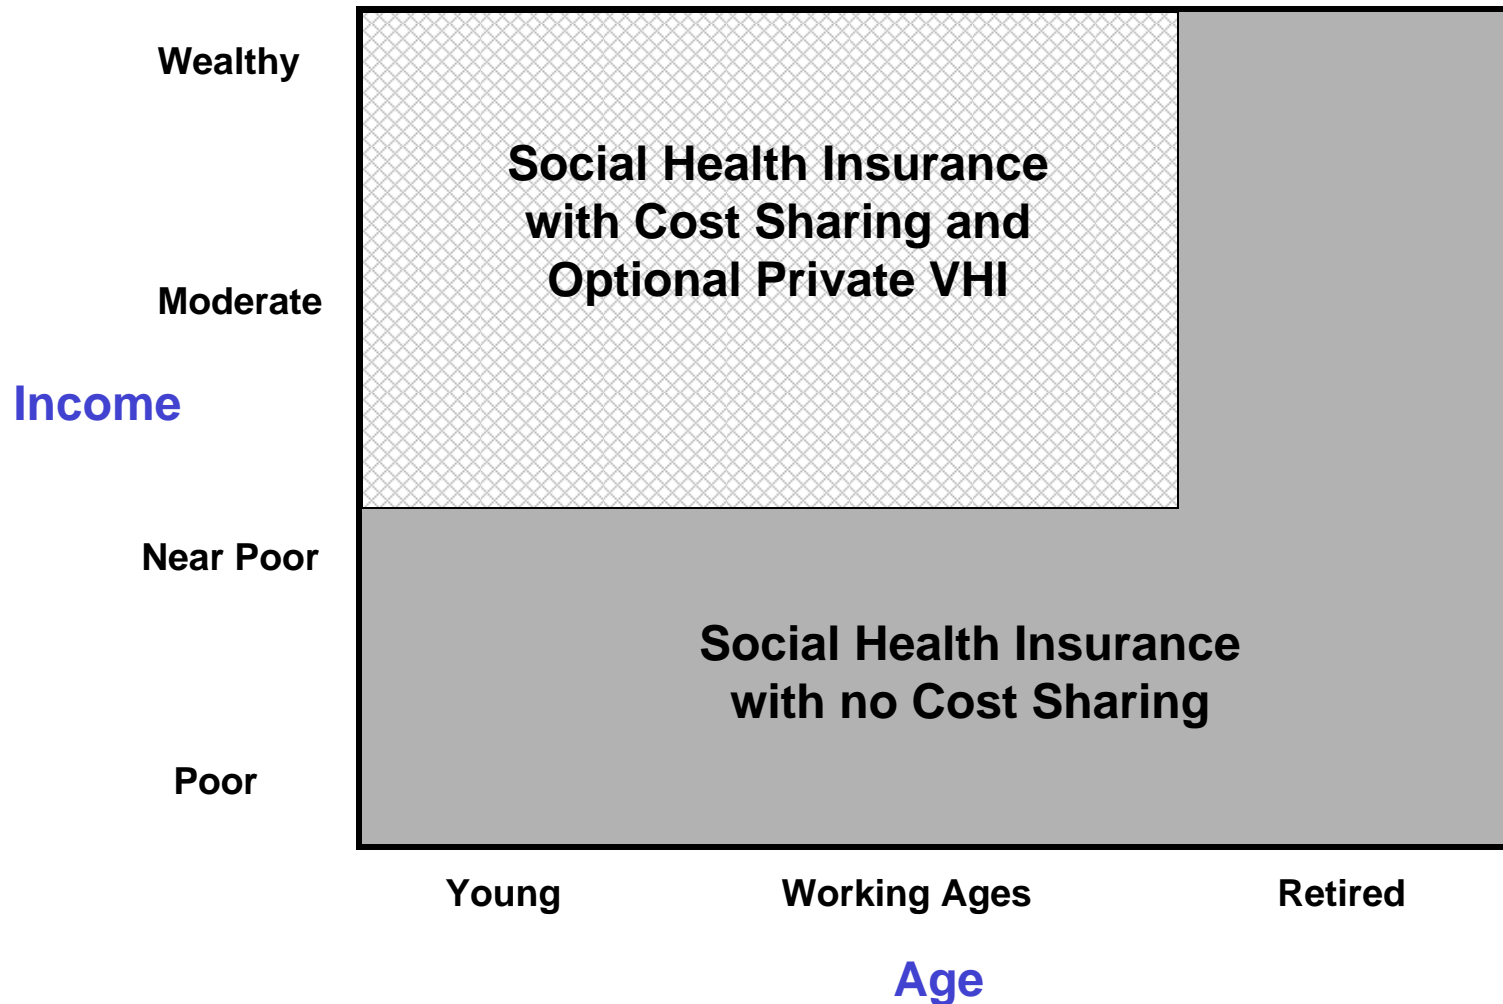 Wealthy
Social Health Insurance
with Cost Sharing and
Optional Private VHI
Moderate
Income
Near Poor
Social Health Insurance
with no Cost Sharing
Poor
Young
Working Ages
Retired
Age